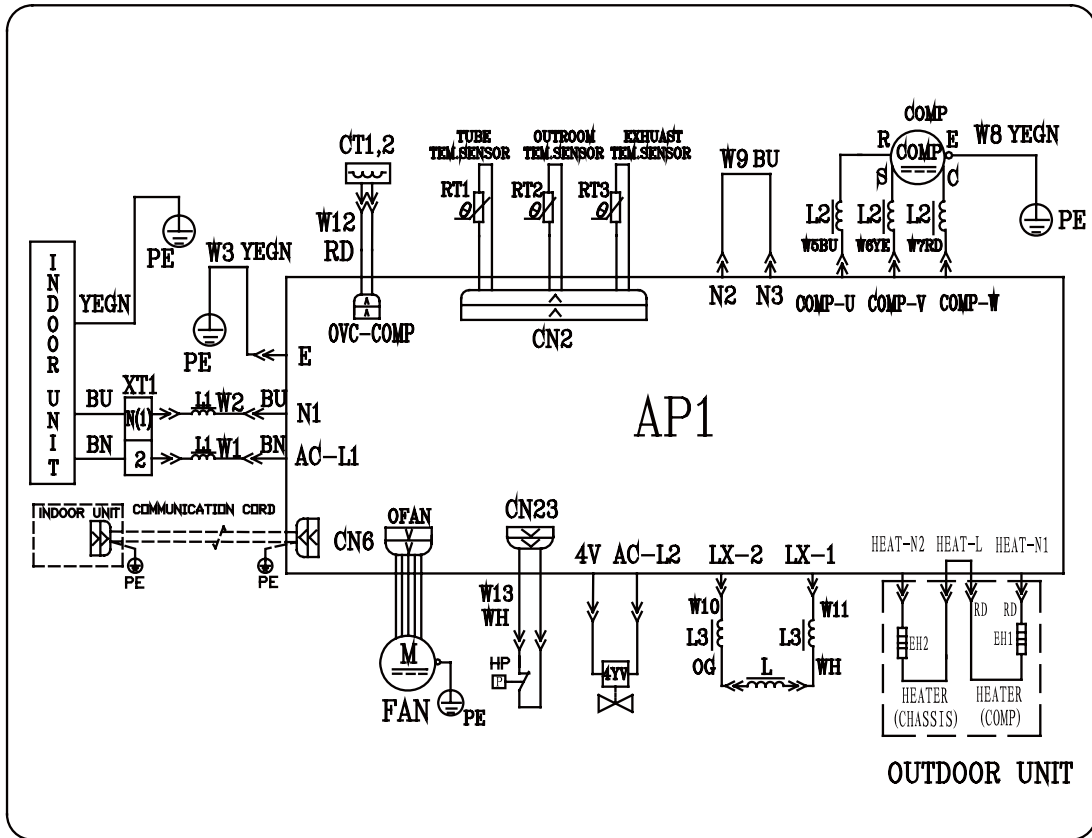 COMP
CT1,2
TUBE
TEM.SENSOR
OUTROOM
TEM.SENSOR
EXHUAST
TEM.SENSOR
W9 BU
R
E
COMP
W8 YEGN
S
C
RT1
RT2
RT3
θ
θ
θ
W12
RD
L2
L2
L2
W5BU
W6YE
W7RD
PE
PE
W3 YEGN
INDOOR UNIT
YEGN
PE
OVC-COMP
A
A
CN2
N2
N3
COMP-U
COMP-V
COMP-W
E
XT1
BU
N(1)
L1
W2
BU
N1
BN
2
L1
W1
BN
AC-L1
AP1
INDOOR UNIT
COMMUNICATION CORD
CN6
PE
PE
OFAN
CN23
4V
AC-L2
LX-2
LX-1
HEAT-N2
HEAT-L
HEAT-N1
W13
WH
W10
W11
RD
RD
L3
L3
EH2
EH1
M
HP
P
4YV
OG
L
WH
HEATER
(CHASSIS)
HEATER
(COMP)
FAN
PE
OUTDOOR UNIT